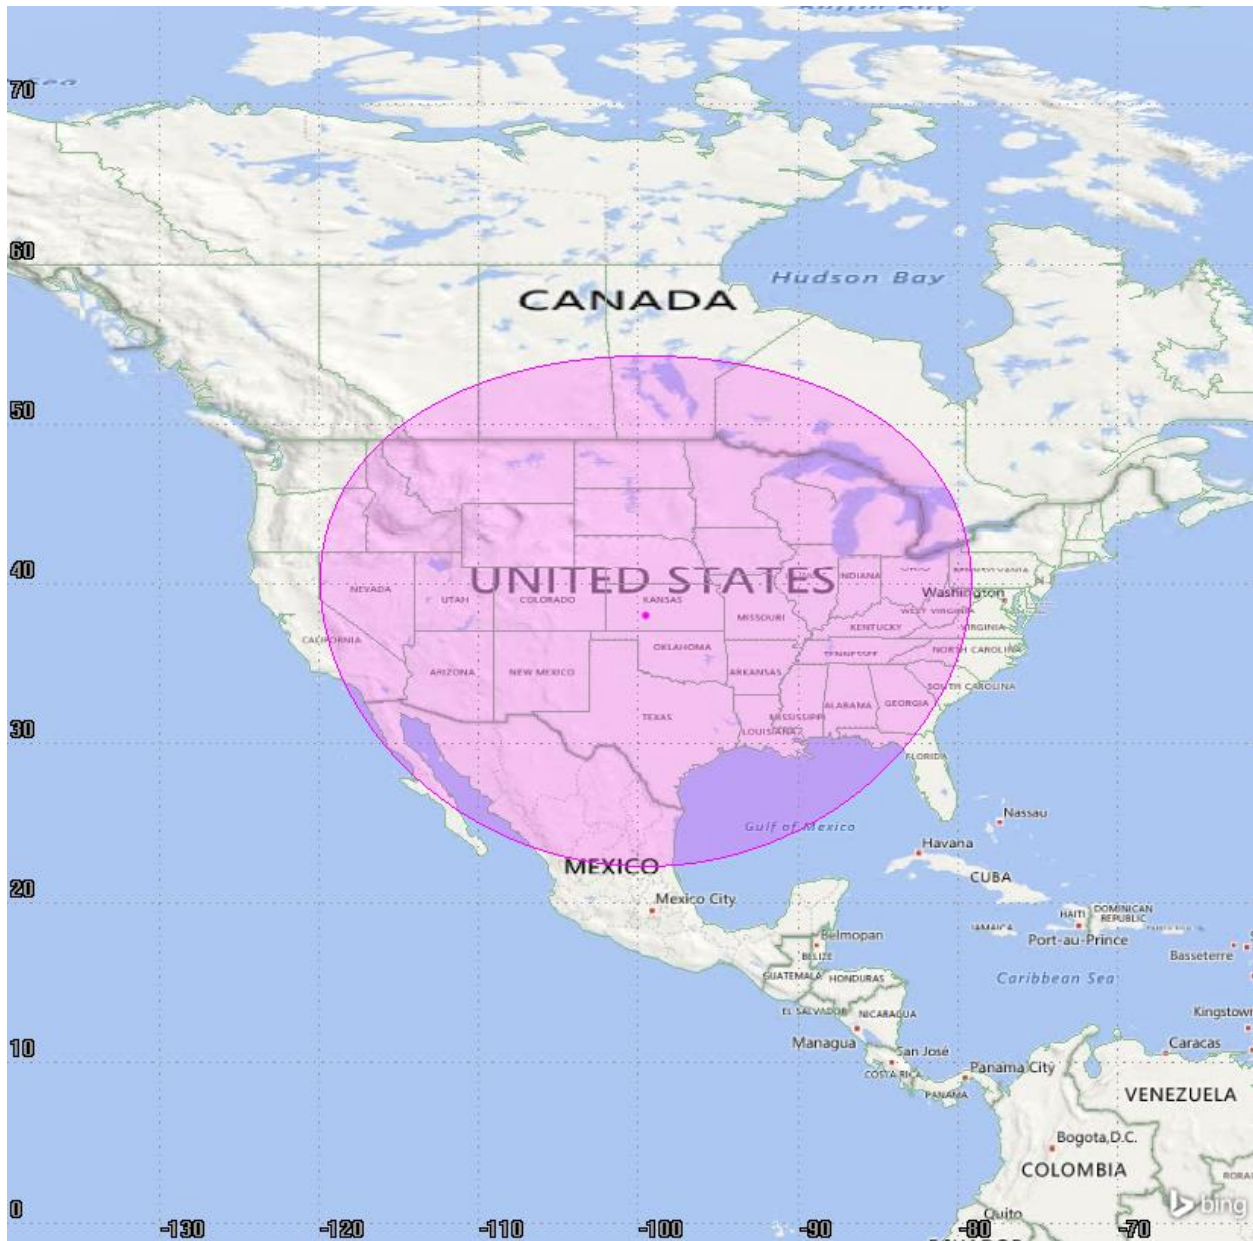 70
60
Hudson Bay
CANADA
50
40
UNITED STATES
NEVADA
UTAH
COLORADO
KANSAS
INDIANA
Washington
WEST VIRGINIA
MISSOURI
KENTUCKY
VIRGINIA
CALIFORNIA
OKLAHOMA
TENNESSEE
NORTH CAROLINA
ARIZONA
NEW MEXICO
ARKANSAS
SOUTH CAROLINA
TEXAS
MISSISSIPPI
ALABAMA
GEORGIA
LOUISIANA
30
FLORIDA
Gulf of Mexico
Nassau
Havana
MEXICO
CUBA
20
Mexico City
HAITI
DOMINICAN
REPUBLIC
JAMAICA
Port-au-Prince
Belmopan
BELIZE
Basseterre
GUATEMALA
HONDURAS
Caribbean Sea
EL SALVADOR
NICARAGUA
Kingstown
Managua
San José
Caracas
10
COSTA RICA
Panama City
PANAMA
VENEZUELA
Bogota,D.C.
COLOMBIA
RORA
bing
0
Quito
-130
-120
-110
-100
-90
-80
-70